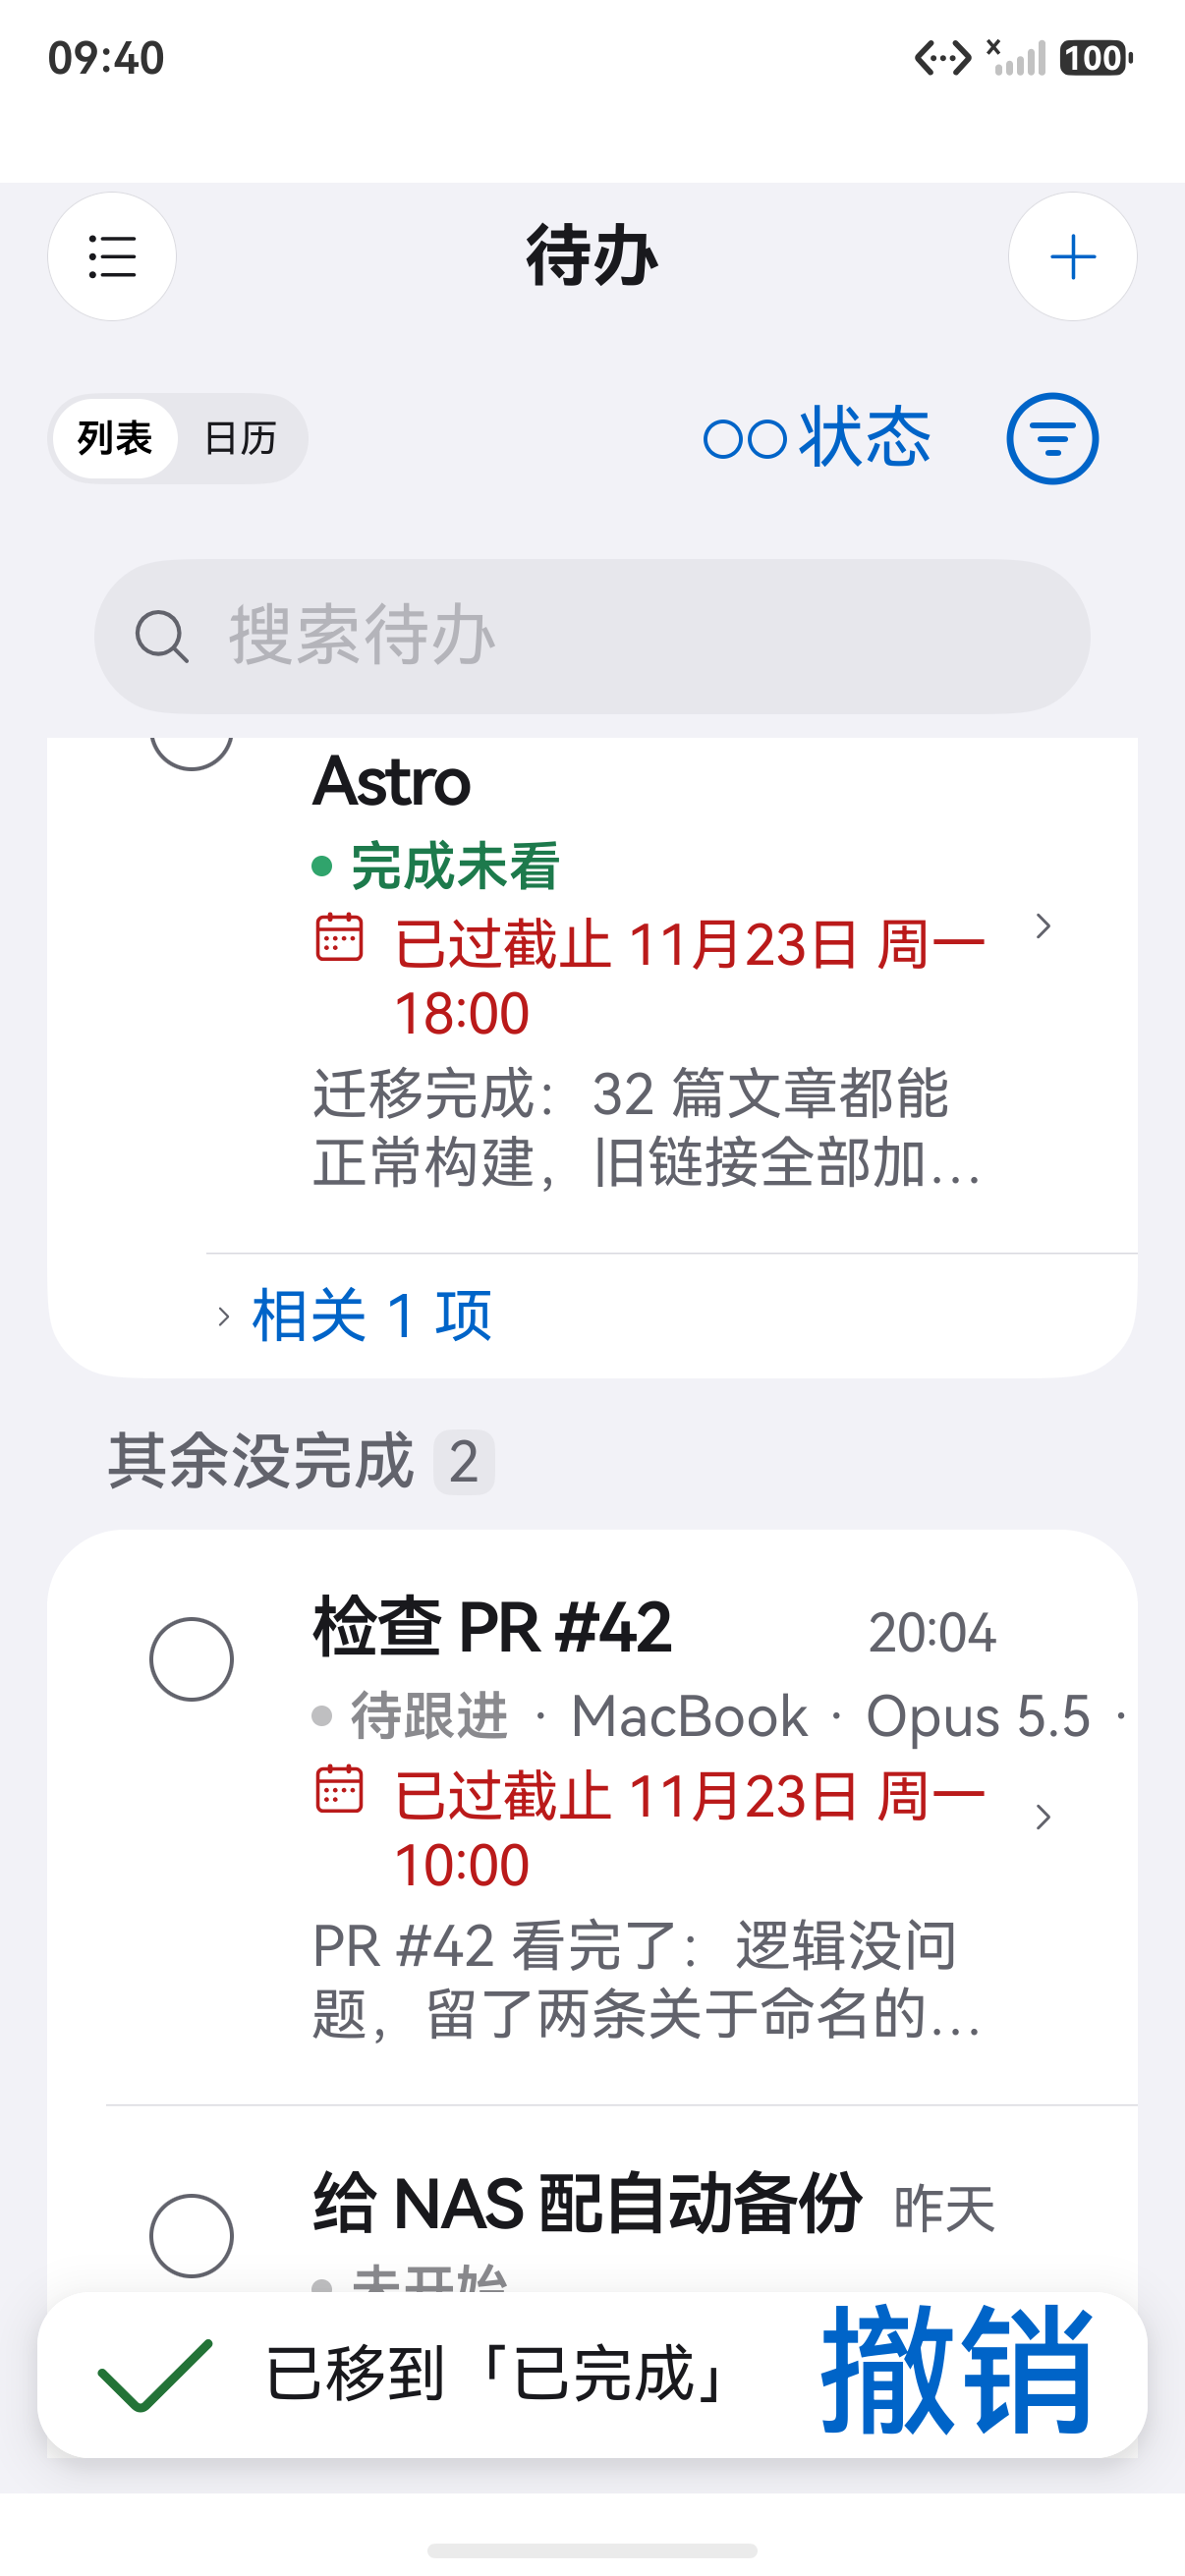 09:40
100
待办
列表 日历 状态
搜索待办
Astro
完成未看
已过截止 11月23日 周一
18:00
迁移完成：32 篇文章都能
正常构建，旧链接全部加…
相关 1 项
其余没完成 2
检查 PR #42 20:04
待跟进 · MacBook · Opus 5.5 ·
已过截止 11月23日 周一
10:00
PR #42 看完了：逻辑没问
题，留了两条关于命名的…
给 NAS 配自动备份 昨天
未开始
已移到「已完成」 撤销